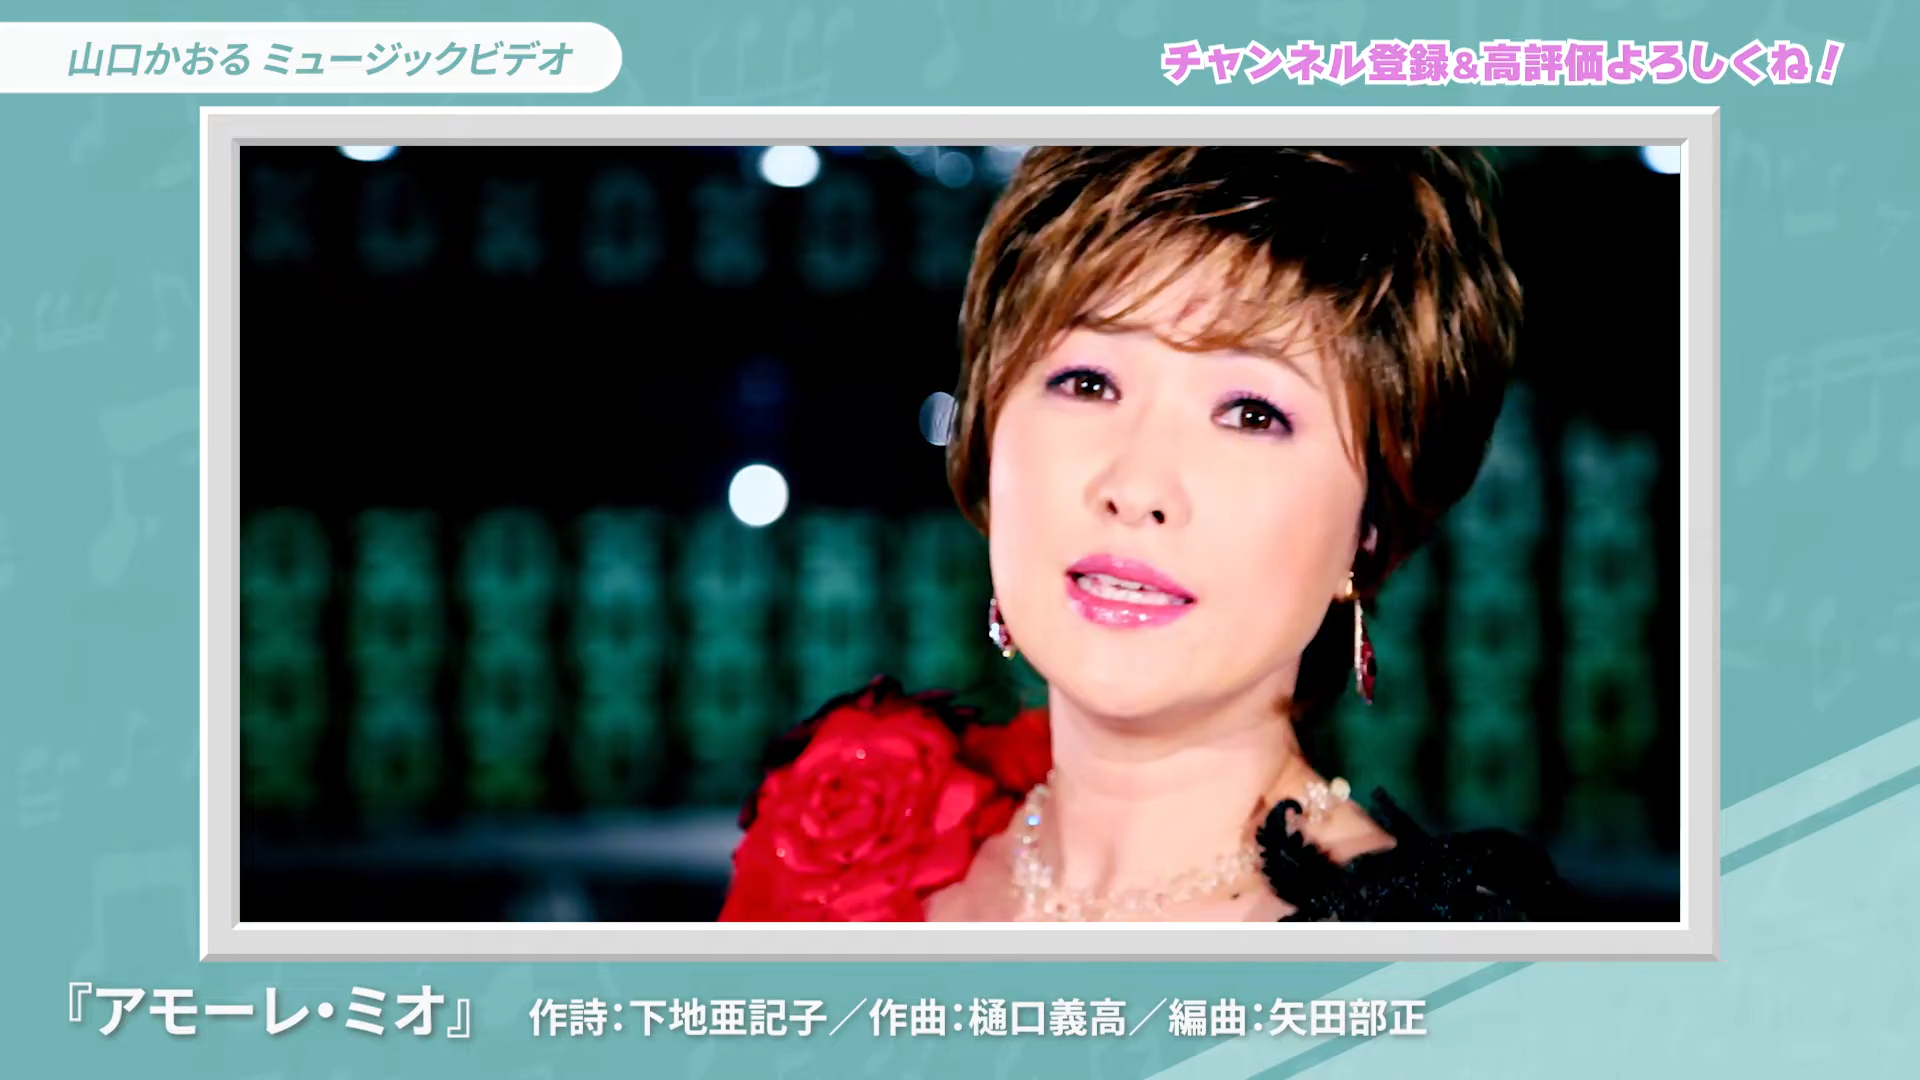 山口かおる ミュージックビデオ
チャンネル登録&高評価よろしくね!
『アモーレ・ミオ』 作詩:下地亜記子/作曲:樋口義高/編曲:矢田部正